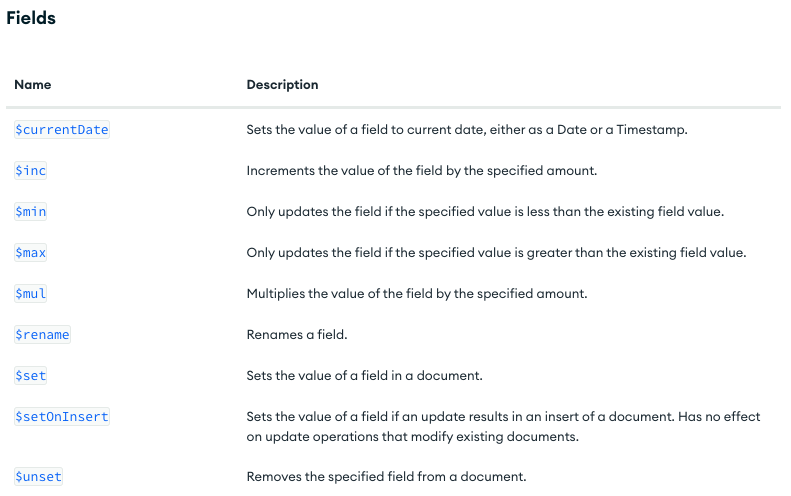 Fields
Name Description
$currentDate Sets the value of a field to current date, either as a Date or a Timestamp.
$inc Increments the value of the field by the specified amount.
$min Only updates the field if the specified value is less than the existing field value.
$max Only updates the field if the specified value is greater than the existing field value.
$mul Multiplies the value of the field by the specified amount.
$rename Renames a field.
$set Sets the value of a field in a document.
$setOnInsert Sets the value of a field if an update results in an insert of a document. Has no effect
on update operations that modify existing documents.
$unset Removes the specified field from a document.